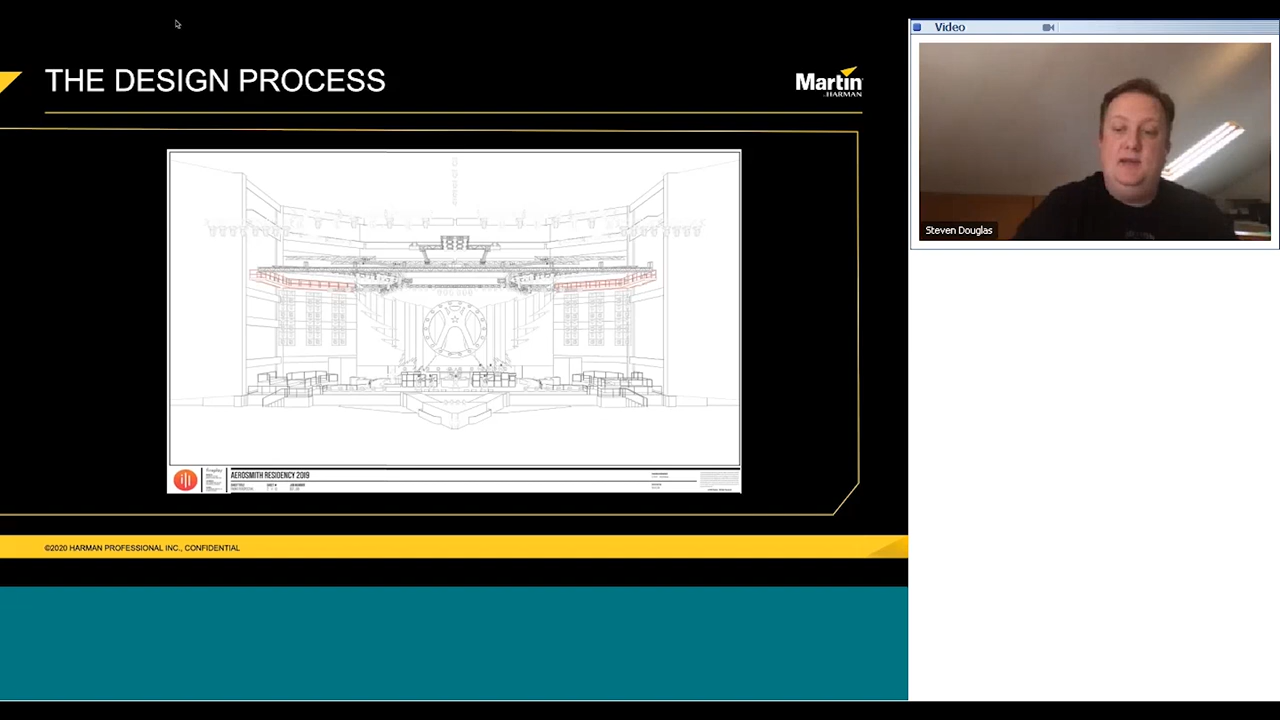 THE DESIGN PROCESS
Martin
HARMAN
Video
Steven Douglas
AEROSMITH RESIDENCY 2019
©2020 HARMAN PROFESSIONAL INC., CONFIDENTIAL